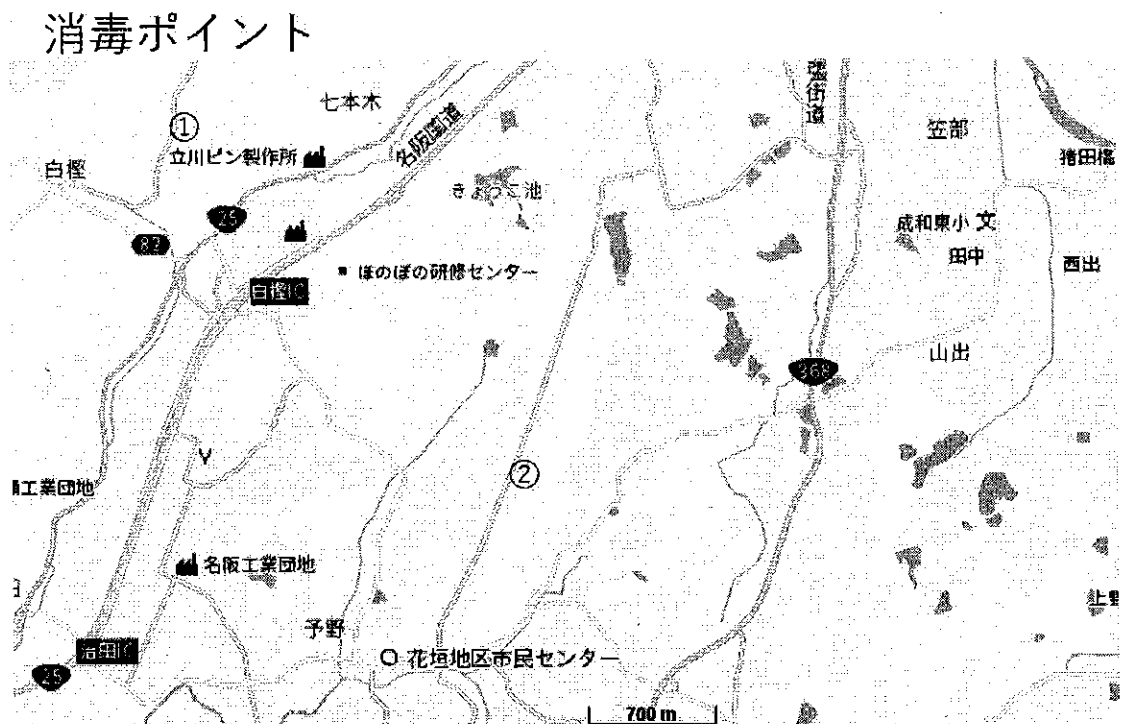 消毒ポイント
七本木
名阪国道
街道
笠部
猪田橋
①
立川ピン製作所
白樫
きょうこ池
25
82
成和東小 文
田中
西出
ほのぼの研修センター
白樫IC
山出
368
②
工業団地
名阪工業団地
予野
治田IC
花垣地区市民センター
25
上野
700 m